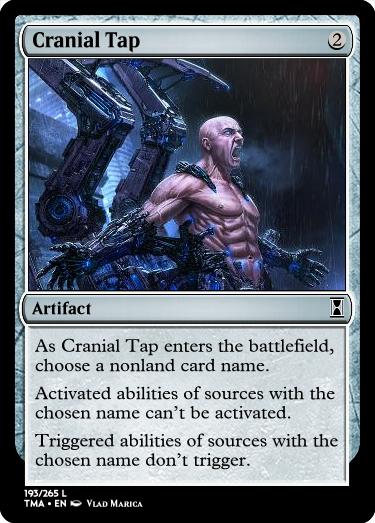 Cranial Tap 2
Artifact
As Cranial Tap enters the battlefield,
choose a nonland card name.
Activated abilities of sources with the
chosen name can't be activated.
Triggered abilities of sources with the
chosen name don't trigger.
193/265 L
TMA • EN Vlad Marica